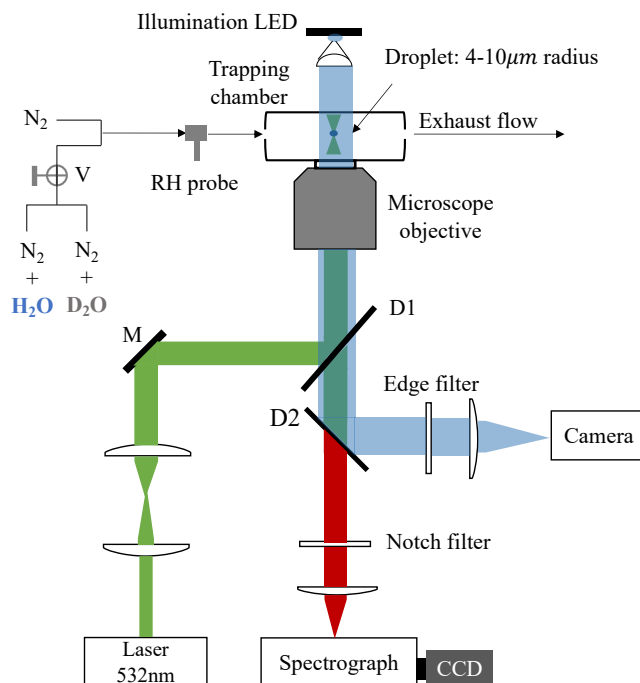 Illumination LED
Droplet: 4-10μm radius
Trapping
chamber
N₂
Exhaust flow
V
RH probe
Microscope
objective
N₂ N₂
+ +
H₂O D₂O
D1
M
Edge filter
D2
Camera
Notch filter
Laser
532nm
Spectrograph
CCD